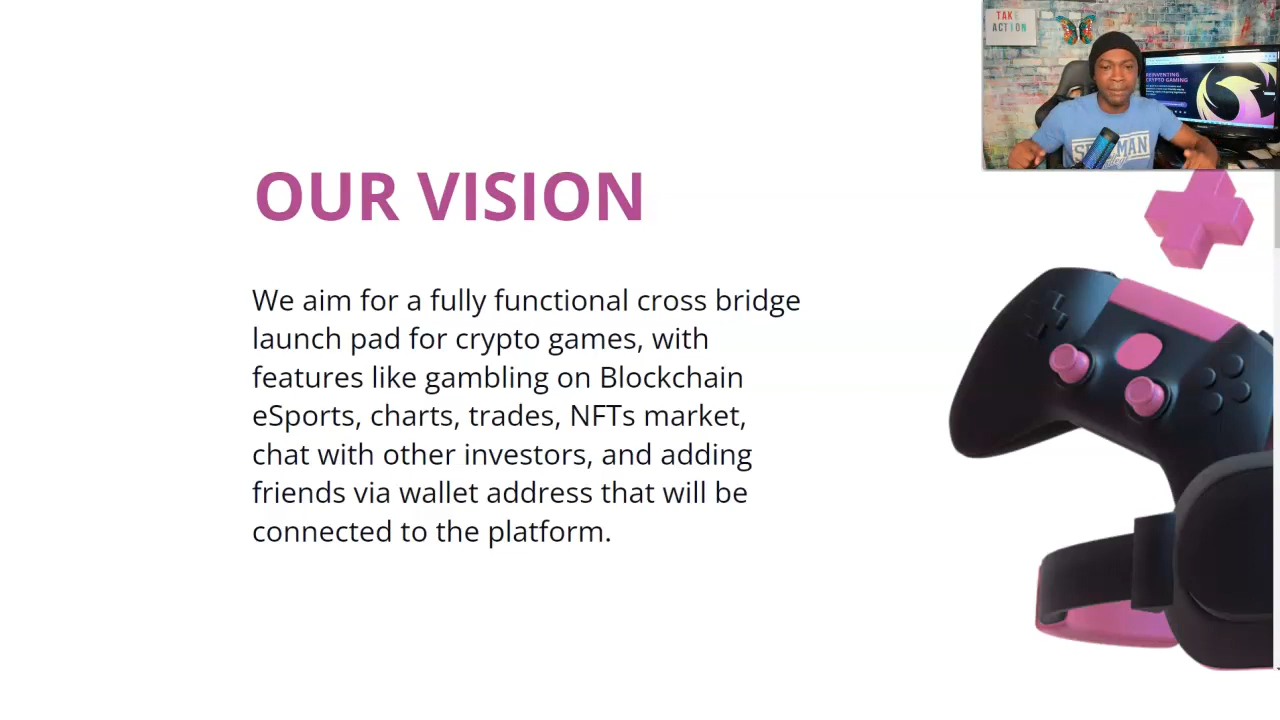 TAKE
ACTION
REINVENTING
CRYPTO GAMING
OUR VISION
We aim for a fully functional cross bridge
launch pad for crypto games, with
features like gambling on Blockchain
eSports, charts, trades, NFTs market,
chat with other investors, and adding
friends via wallet address that will be
connected to the platform.